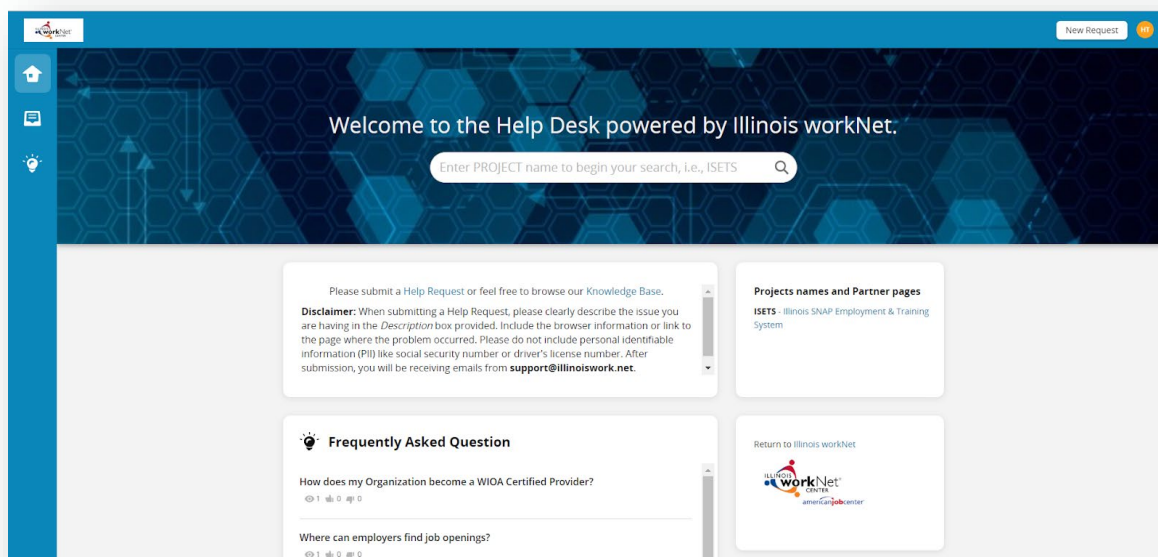 workNet
New Request
HT
Welcome to the Help Desk powered by Illinois workNet.
Enter PROJECT name to begin your search, i.e., ISETS
Please submit a Help Request or feel free to browse our Knowledge Base.
Disclaimer: When submitting a Help Request, please clearly describe the issue you
are having in the Description box provided. Include the browser information or link to
the page where the problem occurred. Please do not include personal identifiable
information (PII) like social security number or driver's license number. After
submission, you will be receiving emails from support@illinoiswork.net.
Projects names and Partner pages
ISETS - Illinois SNAP Employment & Training
System
Frequently Asked Question
How does my Organization become a WIOA Certified Provider?
1 0 0
Where can employers find job openings?
1 0 0
Return to Illinois workNet
ILLINOIS
workNet
CENTER
americanjobcenter